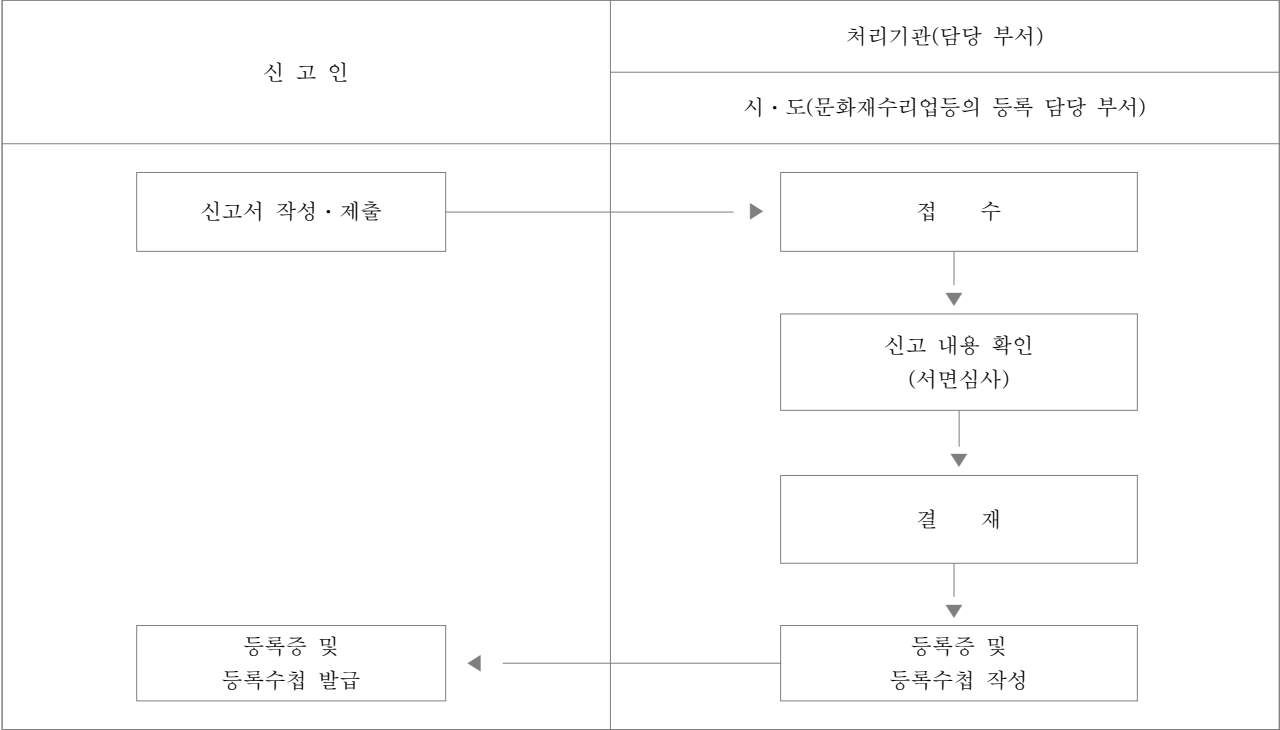 신 고 인
처리기관(담당 부서)
시・도(문화재수리업등의 등록 담당 부서)
신고서 작성・제출
접 수
신고 내용 확인
(서면심사)
결 재
등록증 및
등록수첩 작성
등록증 및
등록수첩 발급